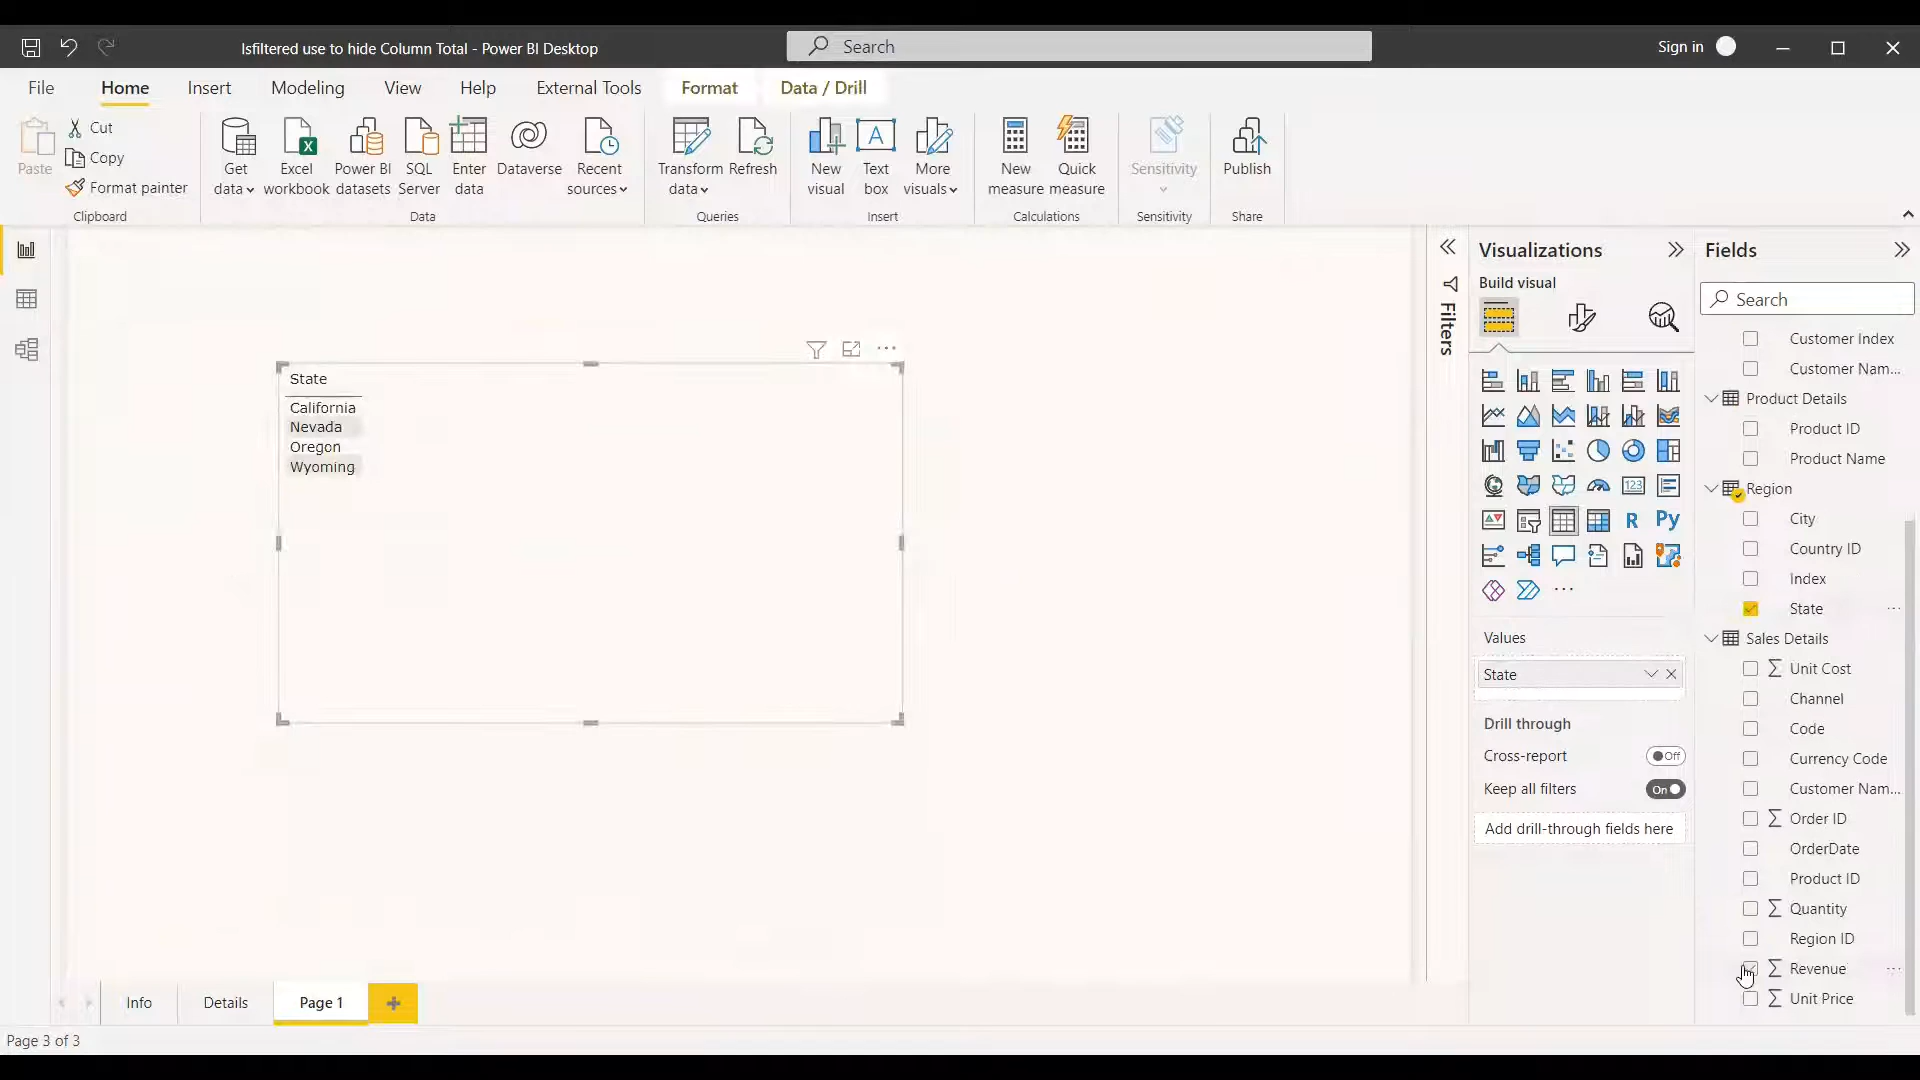 Isfiltered use to hide Column Total - Power BI Desktop
Search
Sign in
File
Home
Insert
Modeling
View
Help
External Tools
Format
Data / Drill
Paste
Cut
Copy
Format painter
Clipboard
Get data
Excel workbook
Power BI datasets
SQL Server
Enter data
Dataverse
Recent sources
Data
Transform data
Refresh
Queries
New visual
A
Text box
More visuals
Insert
New measure
Quick measure
Calculations
Sensitivity
Sensitivity
Publish
Share
State
California
Nevada
Oregon
Wyoming
Filters
Visualizations
Build visual
123
R
Py
Values
State
Drill through
Cross-report
Off
Keep all filters
On
Add drill-through fields here
Fields
Search
Customer Index
Customer Nam...
Product Details
Product ID
Product Name
Region
City
Country ID
Index
State
Sales Details
Unit Cost
Channel
Code
Currency Code
Customer Nam...
Order ID
OrderDate
Product ID
Quantity
Region ID
Revenue
Unit Price
Info
Details
Page 1
Page 3 of 3